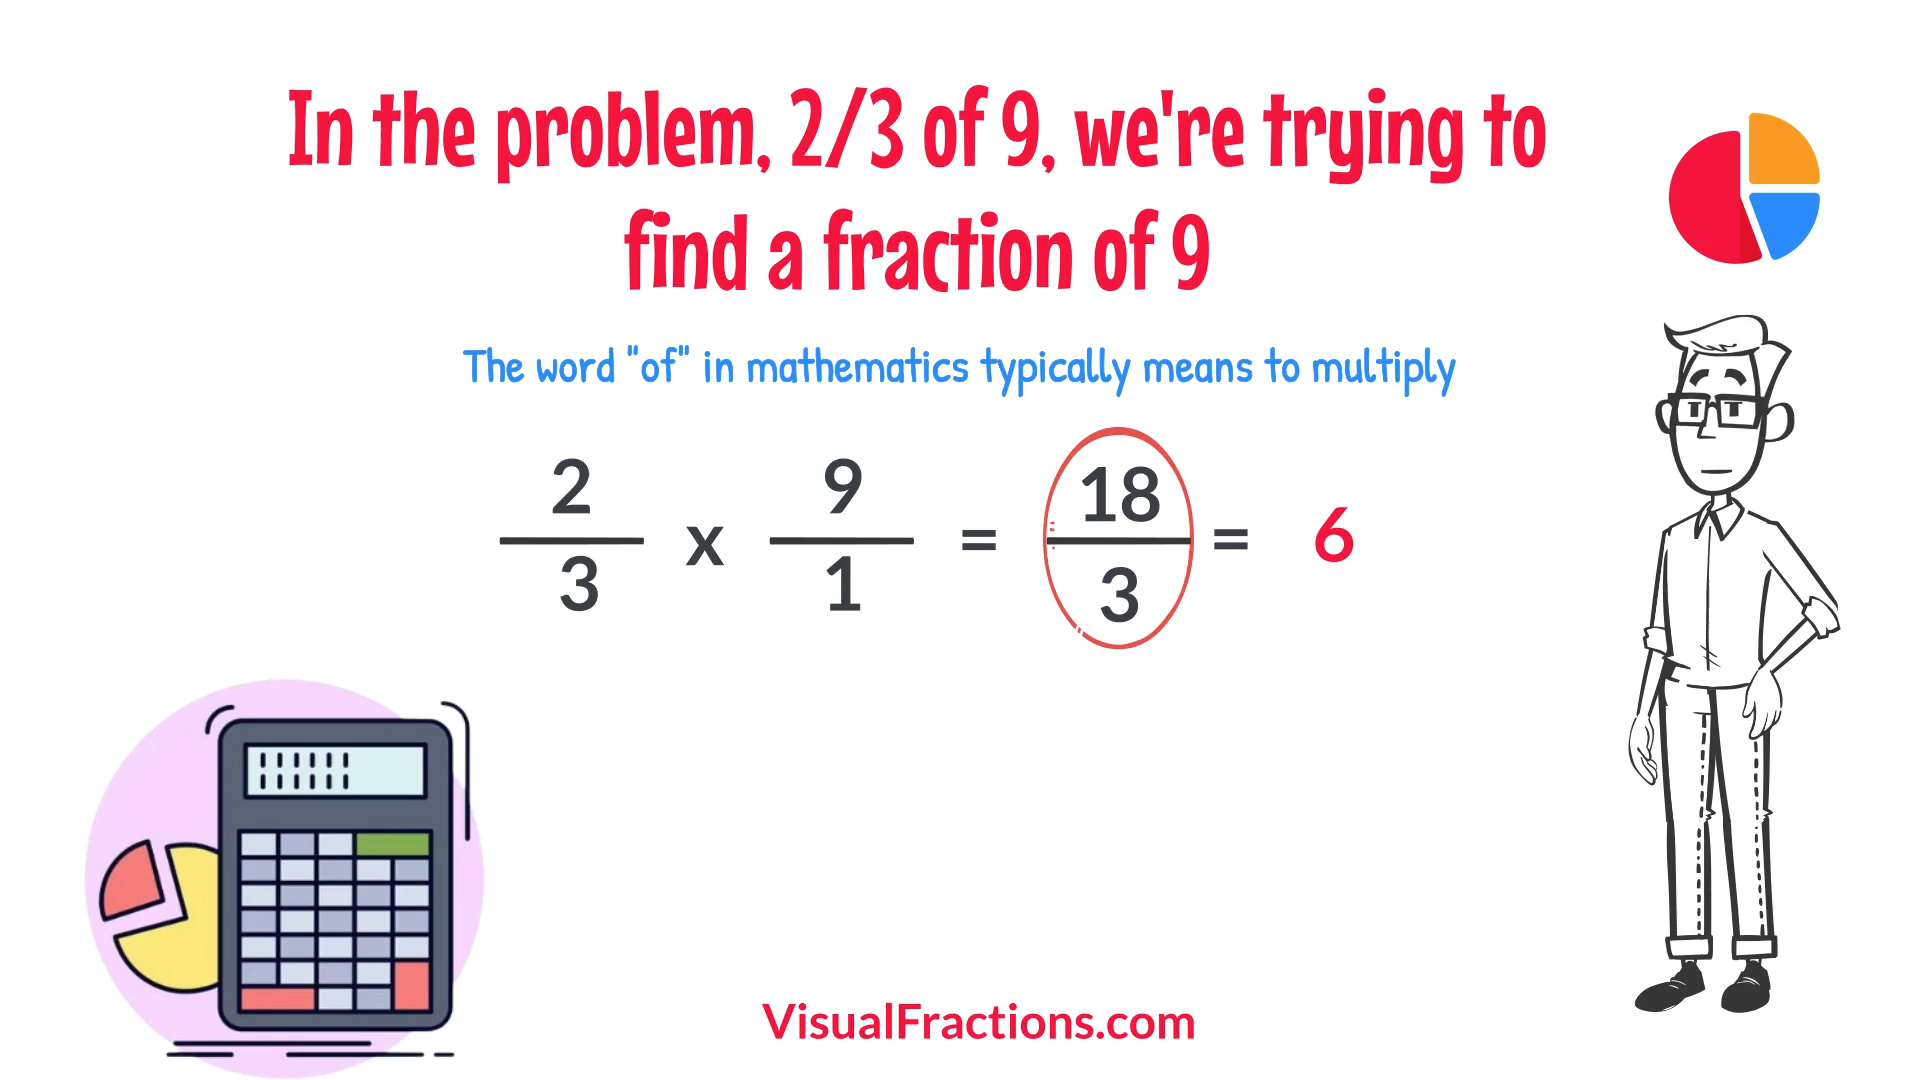 In the problem, 2/3 of 9, we're trying to
find a fraction of 9
The word "of" in mathematics typically means to multiply
2/3 x 9/1 = 18/3 = 6
VisualFractions.com